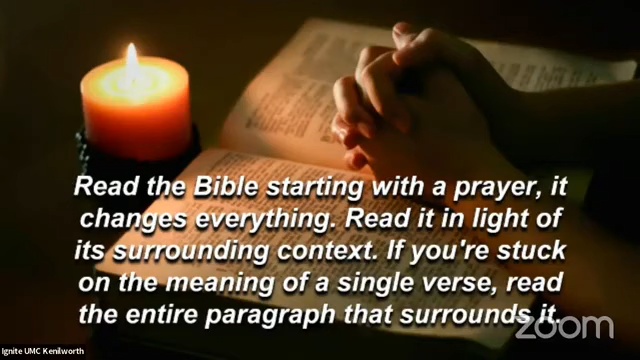 Read the Bible starting with a prayer, it
changes everything. Read it in light of
its surrounding context. If you're stuck
on the meaning of a single verse, read
the entire paragraph that surrounds it.
zoom
Ignite UMC Kenilworth